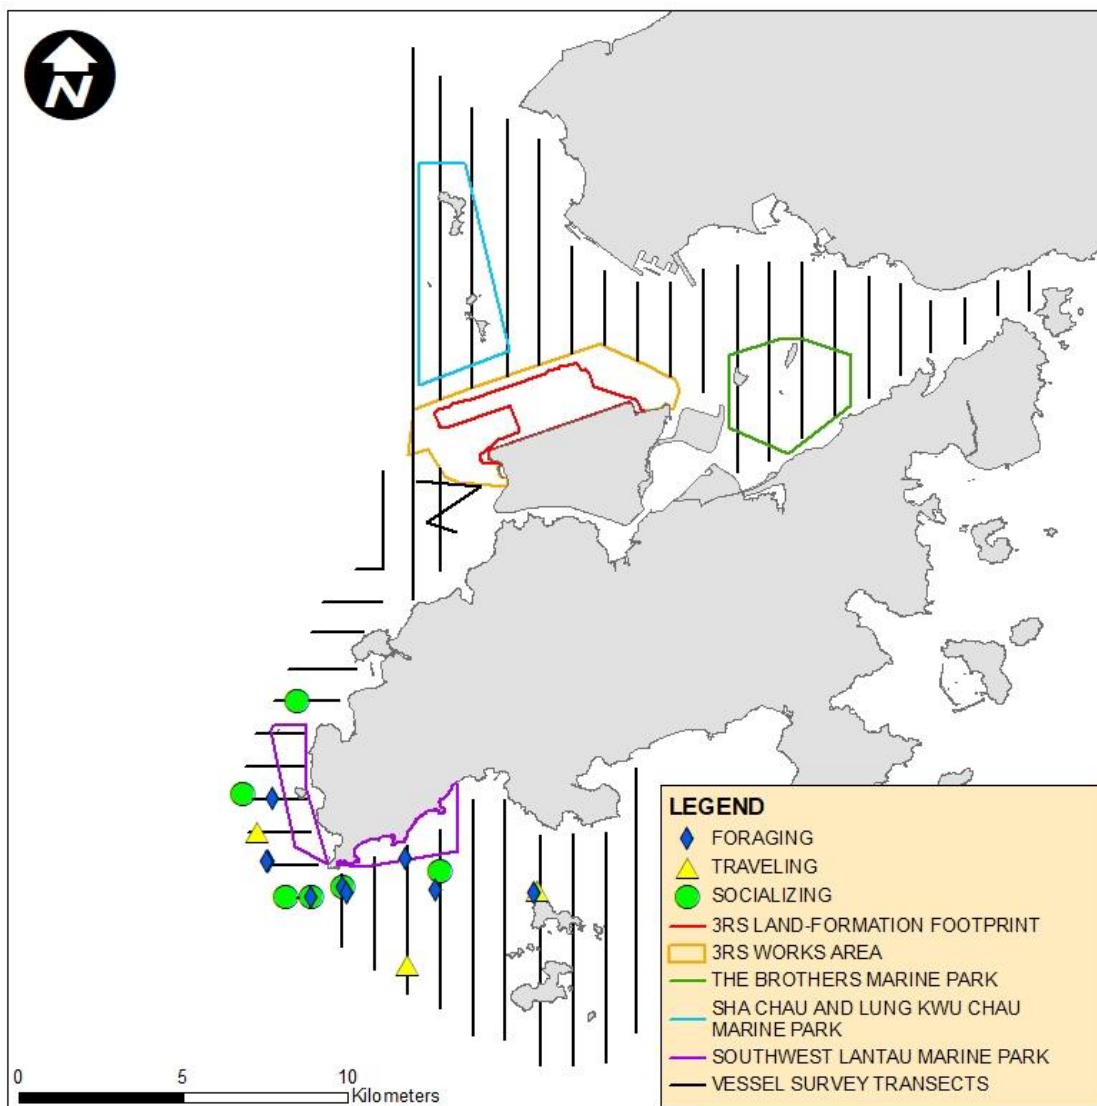 N
LEGEND
FORAGING
TRAVELING
SOCIALIZING
3RS LAND-FORMATION FOOTPRINT
3RS WORKS AREA
THE BROTHERS MARINE PARK
SHA CHAU AND LUNG KWU CHAU
MARINE PARK
SOUTHWEST LANTAU MARINE PARK
VESSEL SURVEY TRANSECTS
0 5 10
Kilometers